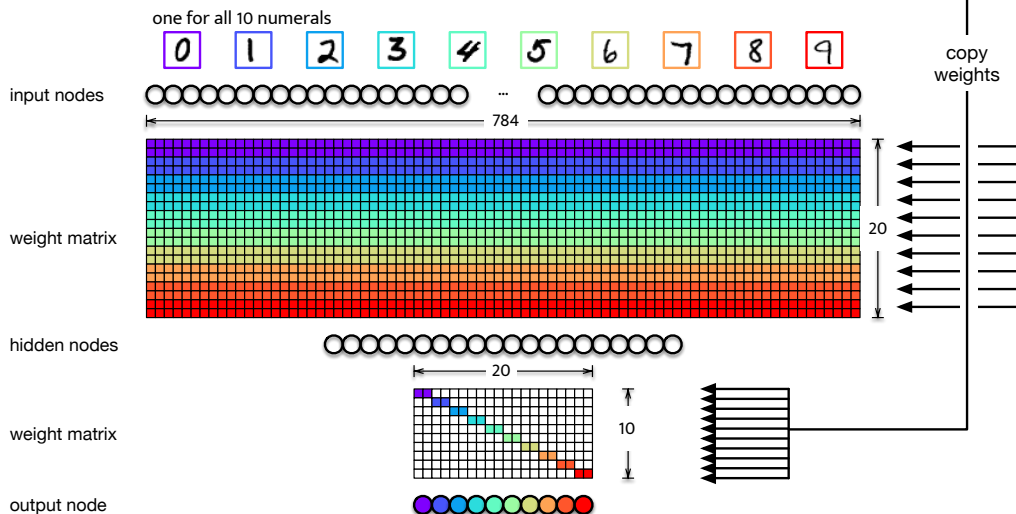 one for all 10 numerals
0 1 2 3 4 5 6 7 8 9
copy
weights
input nodes
...
784
weight matrix
20
hidden nodes
20
weight matrix
10
output node